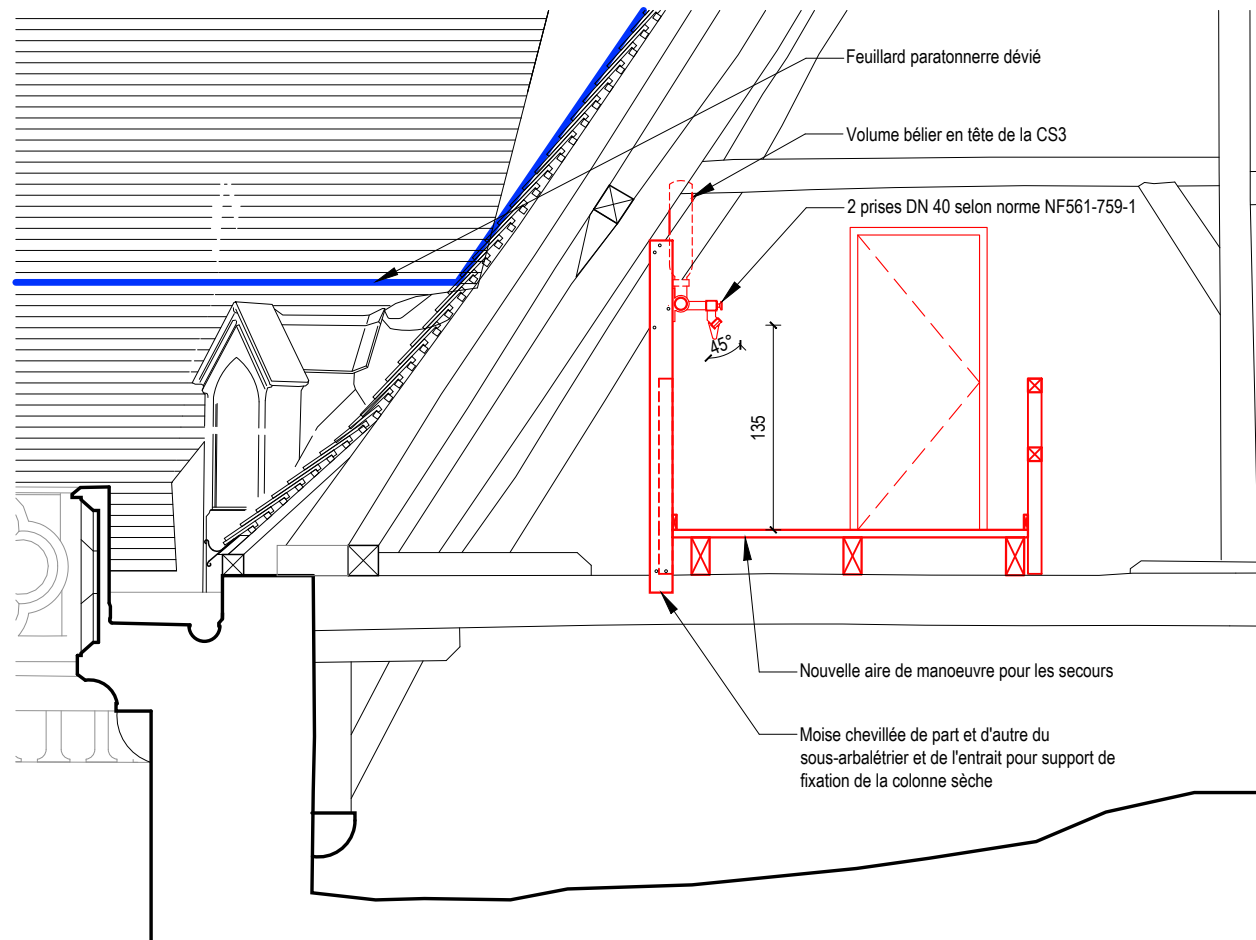 Feuillard paratonnerre dévié
Volume bélier en tête de la CS3
2 prises DN 40 selon norme NF561-759-1
45°
135
Nouvelle aire de manoeuvre pour les secours
Moise chevillée de part et d'autre du
sous-arbalétrier et de l'entrait pour support de
fixation de la colonne sèche